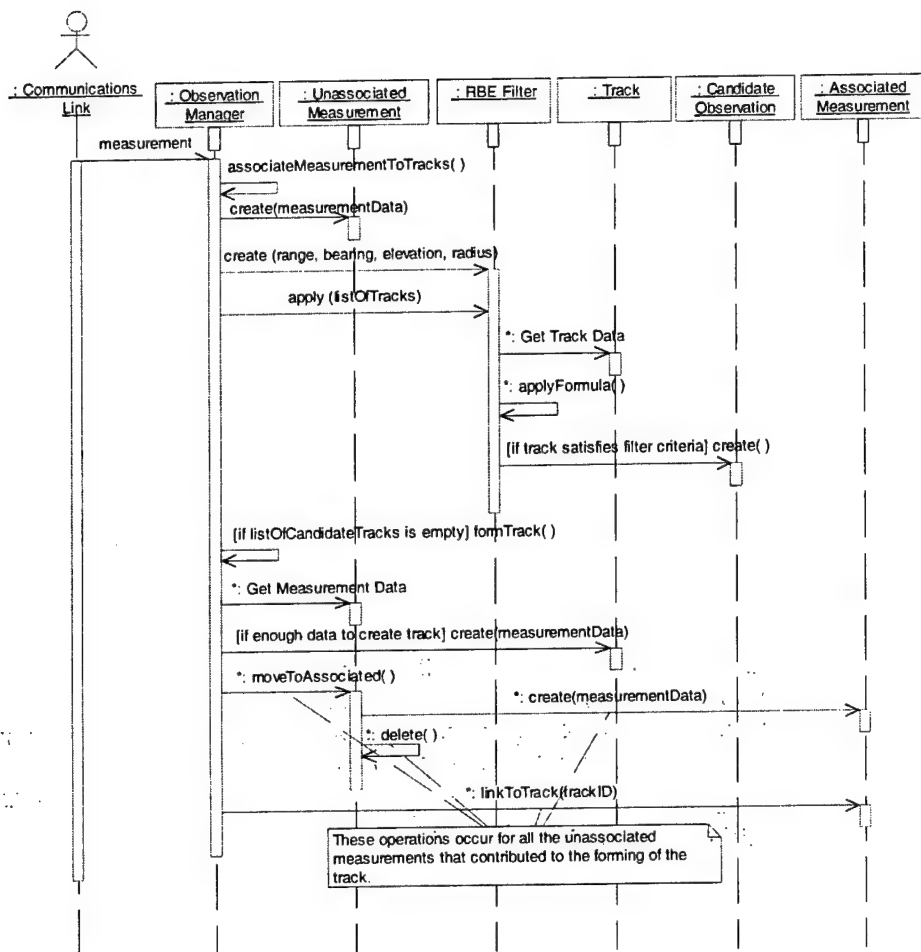 : Communications
Link
: Observation
Manager
: Unassociated
Measurement
: RBE Filter
: Track
: Candidate
Observation
: Associated
Measurement
measurement
associateMeasurementToTracks( )
create(measurementData)
create (range, bearing, elevation, radius)
apply (listOfTracks)
*: Get Track Data
*: applyFormula( )
[if track satisfies filter criteria] create( )
[if listOfCandidateTracks is empty] formTrack( )
*: Get Measurement Data
[if enough data to create track] create(measurementData)
*: moveToAssociated( )
*: create(measurementData)
*: delete( )
*: linkToTrack(trackID)
These operations occur for all the unassociated
measurements that contributed to the forming of the
track.